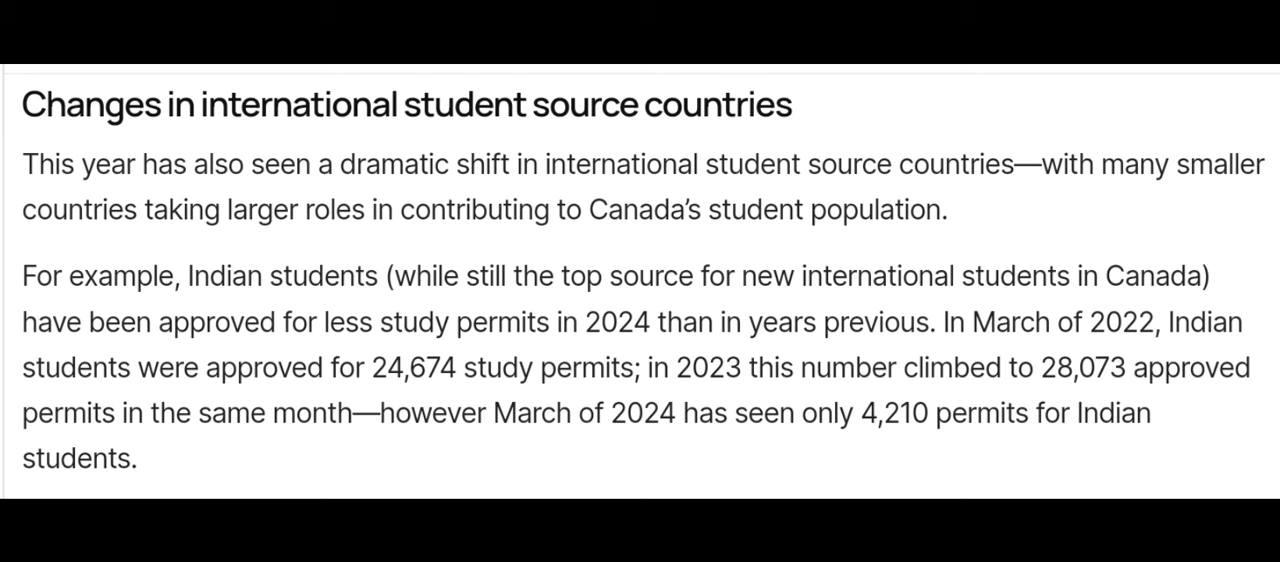 Changes in international student source countries
This year has also seen a dramatic shift in international student source countries—with many smaller
countries taking larger roles in contributing to Canada’s student population.
For example, Indian students (while still the top source for new international students in Canada)
have been approved for less study permits in 2024 than in years previous. In March of 2022, Indian
students were approved for 24,674 study permits; in 2023 this number climbed to 28,073 approved
permits in the same month—however March of 2024 has seen only 4,210 permits for Indian
students.